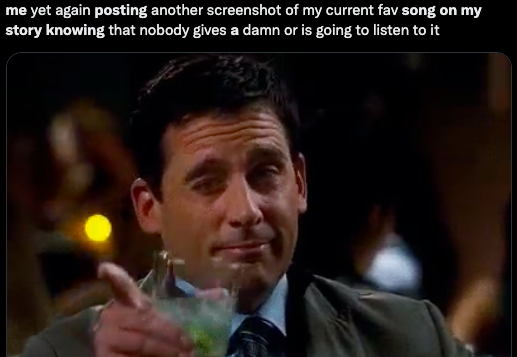 me yet again posting another screenshot of my current fav song on my
story knowing that nobody gives a damn or is going to listen to it